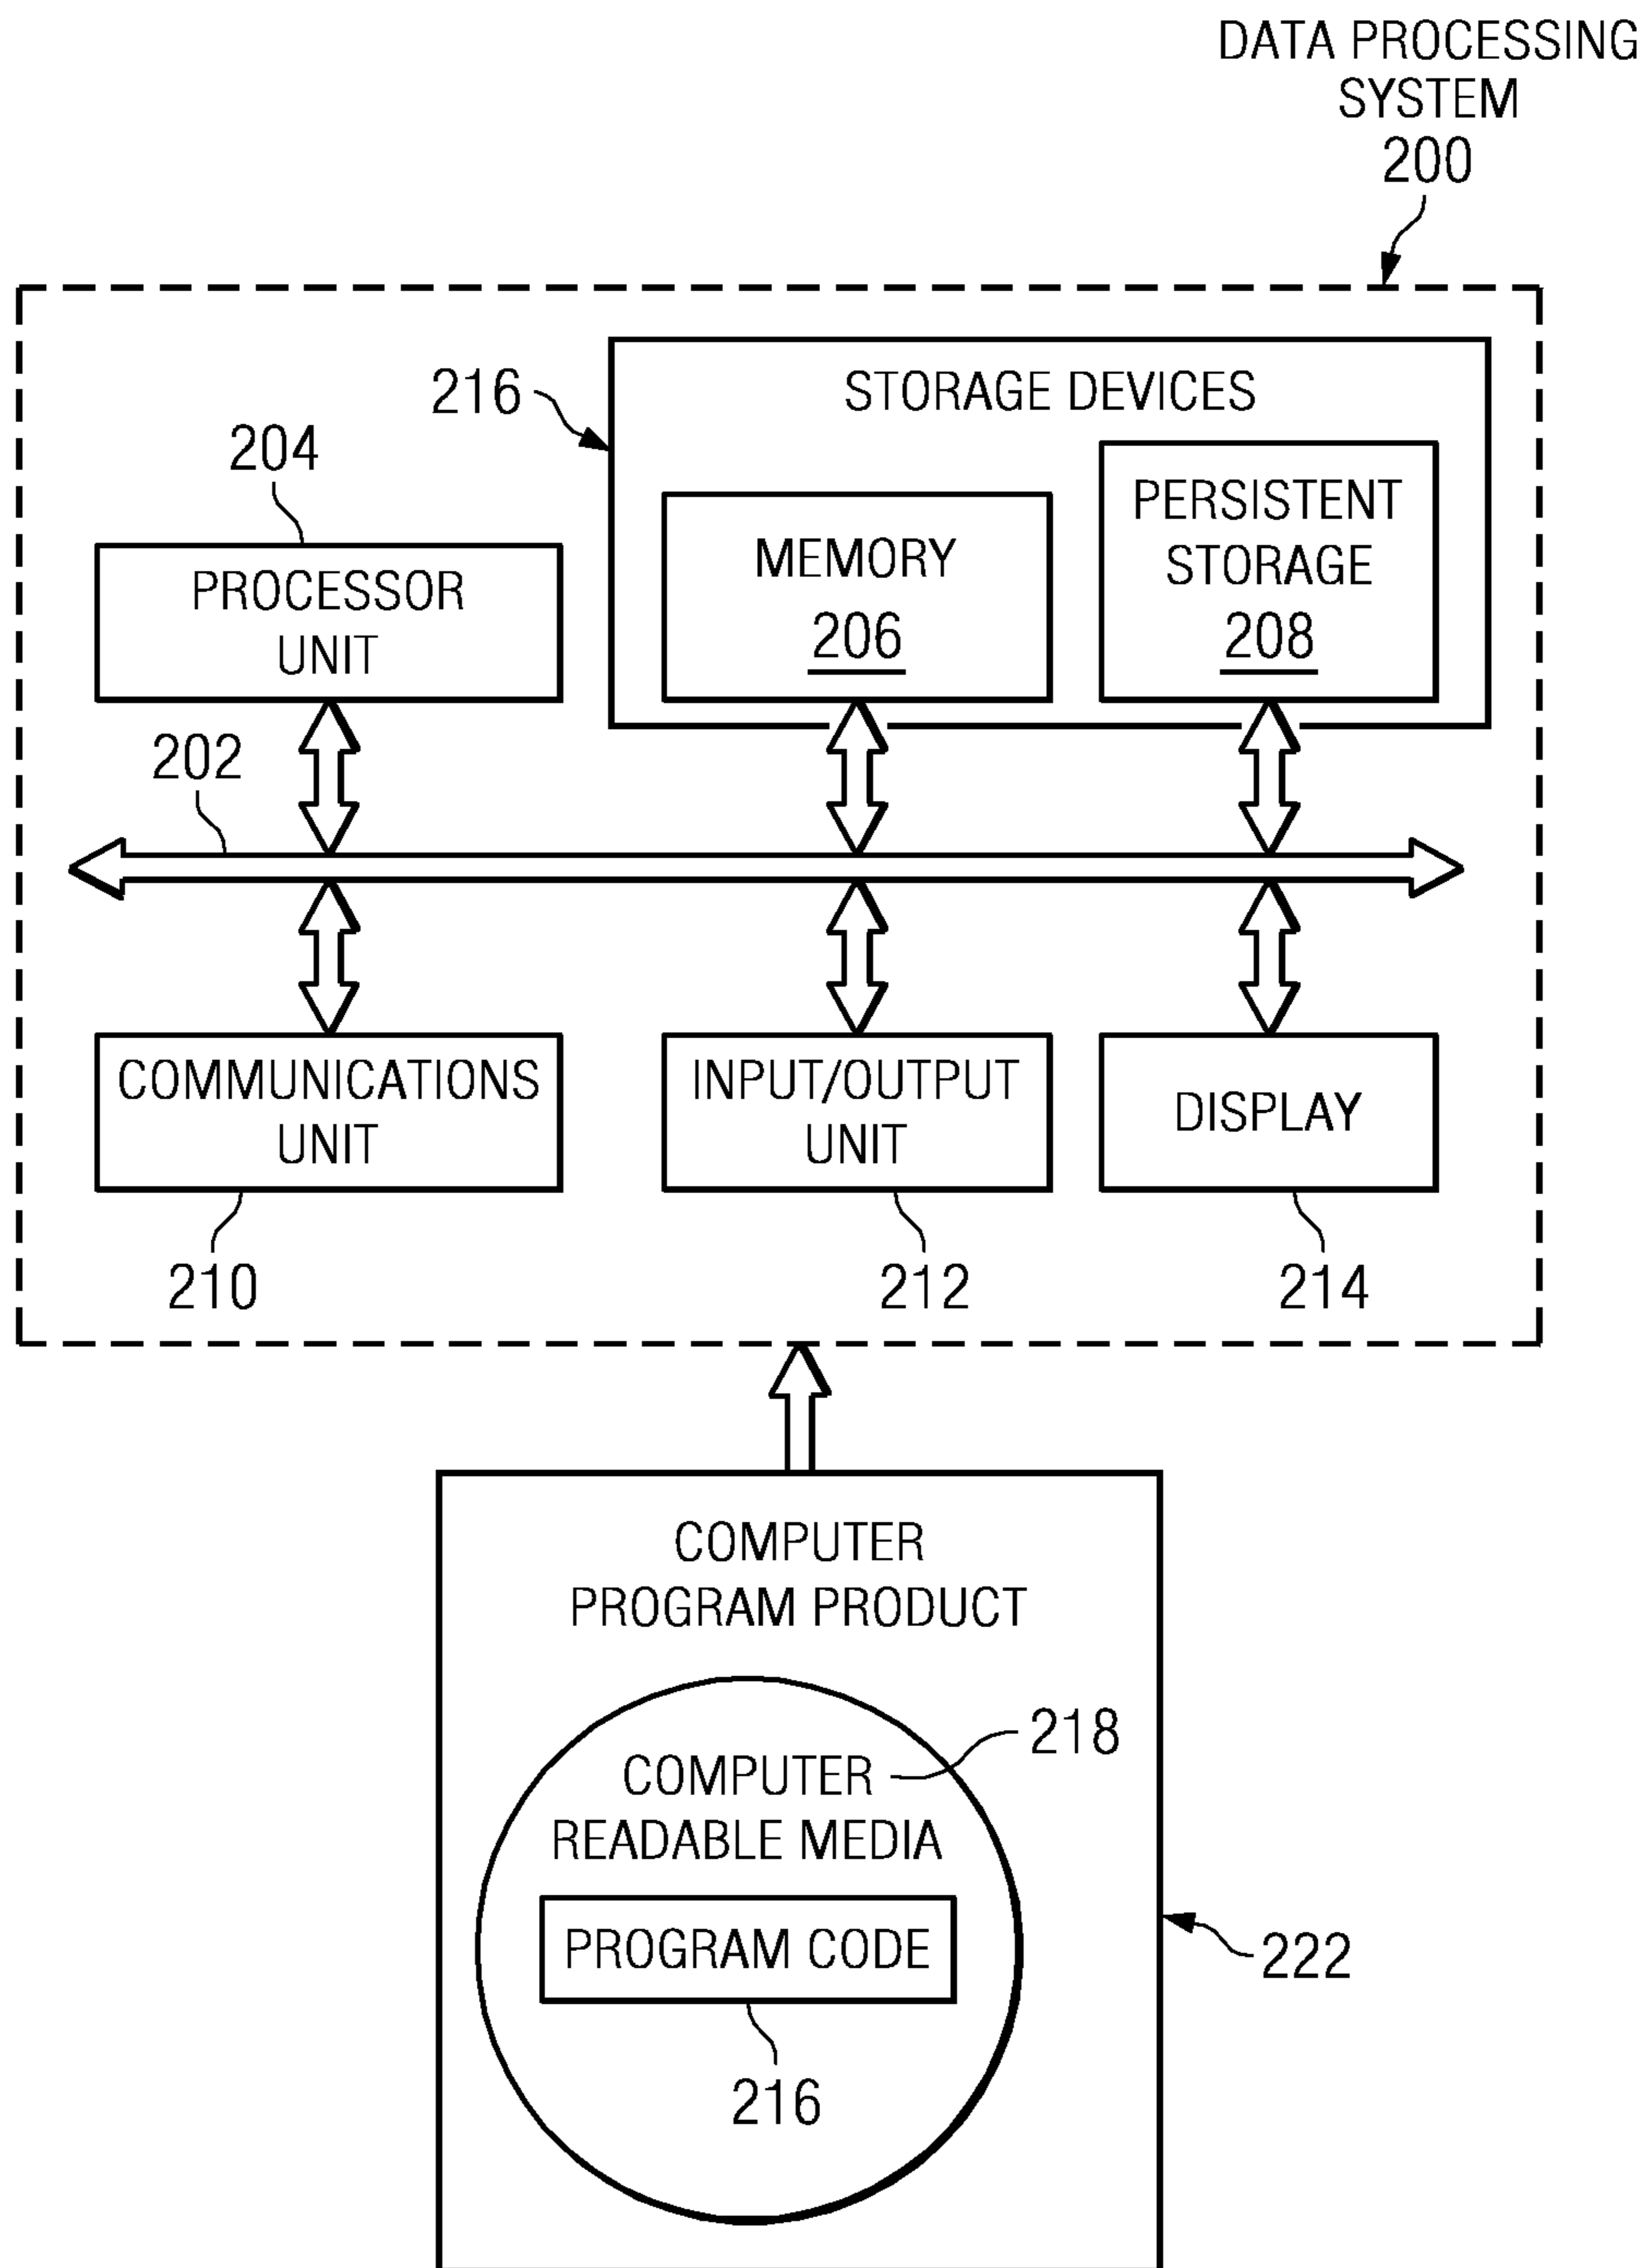 DATA PROCESSING
SYSTEM
200
216
STORAGE DEVICES
204
PROCESSOR
UNIT
MEMORY
206
PERSISTENT
STORAGE
208
202
COMMUNICATIONS
UNIT
INPUT/OUTPUT
UNIT
DISPLAY
210
212
214
COMPUTER
PROGRAM PRODUCT
218
COMPUTER
READABLE MEDIA
PROGRAM CODE
222
216